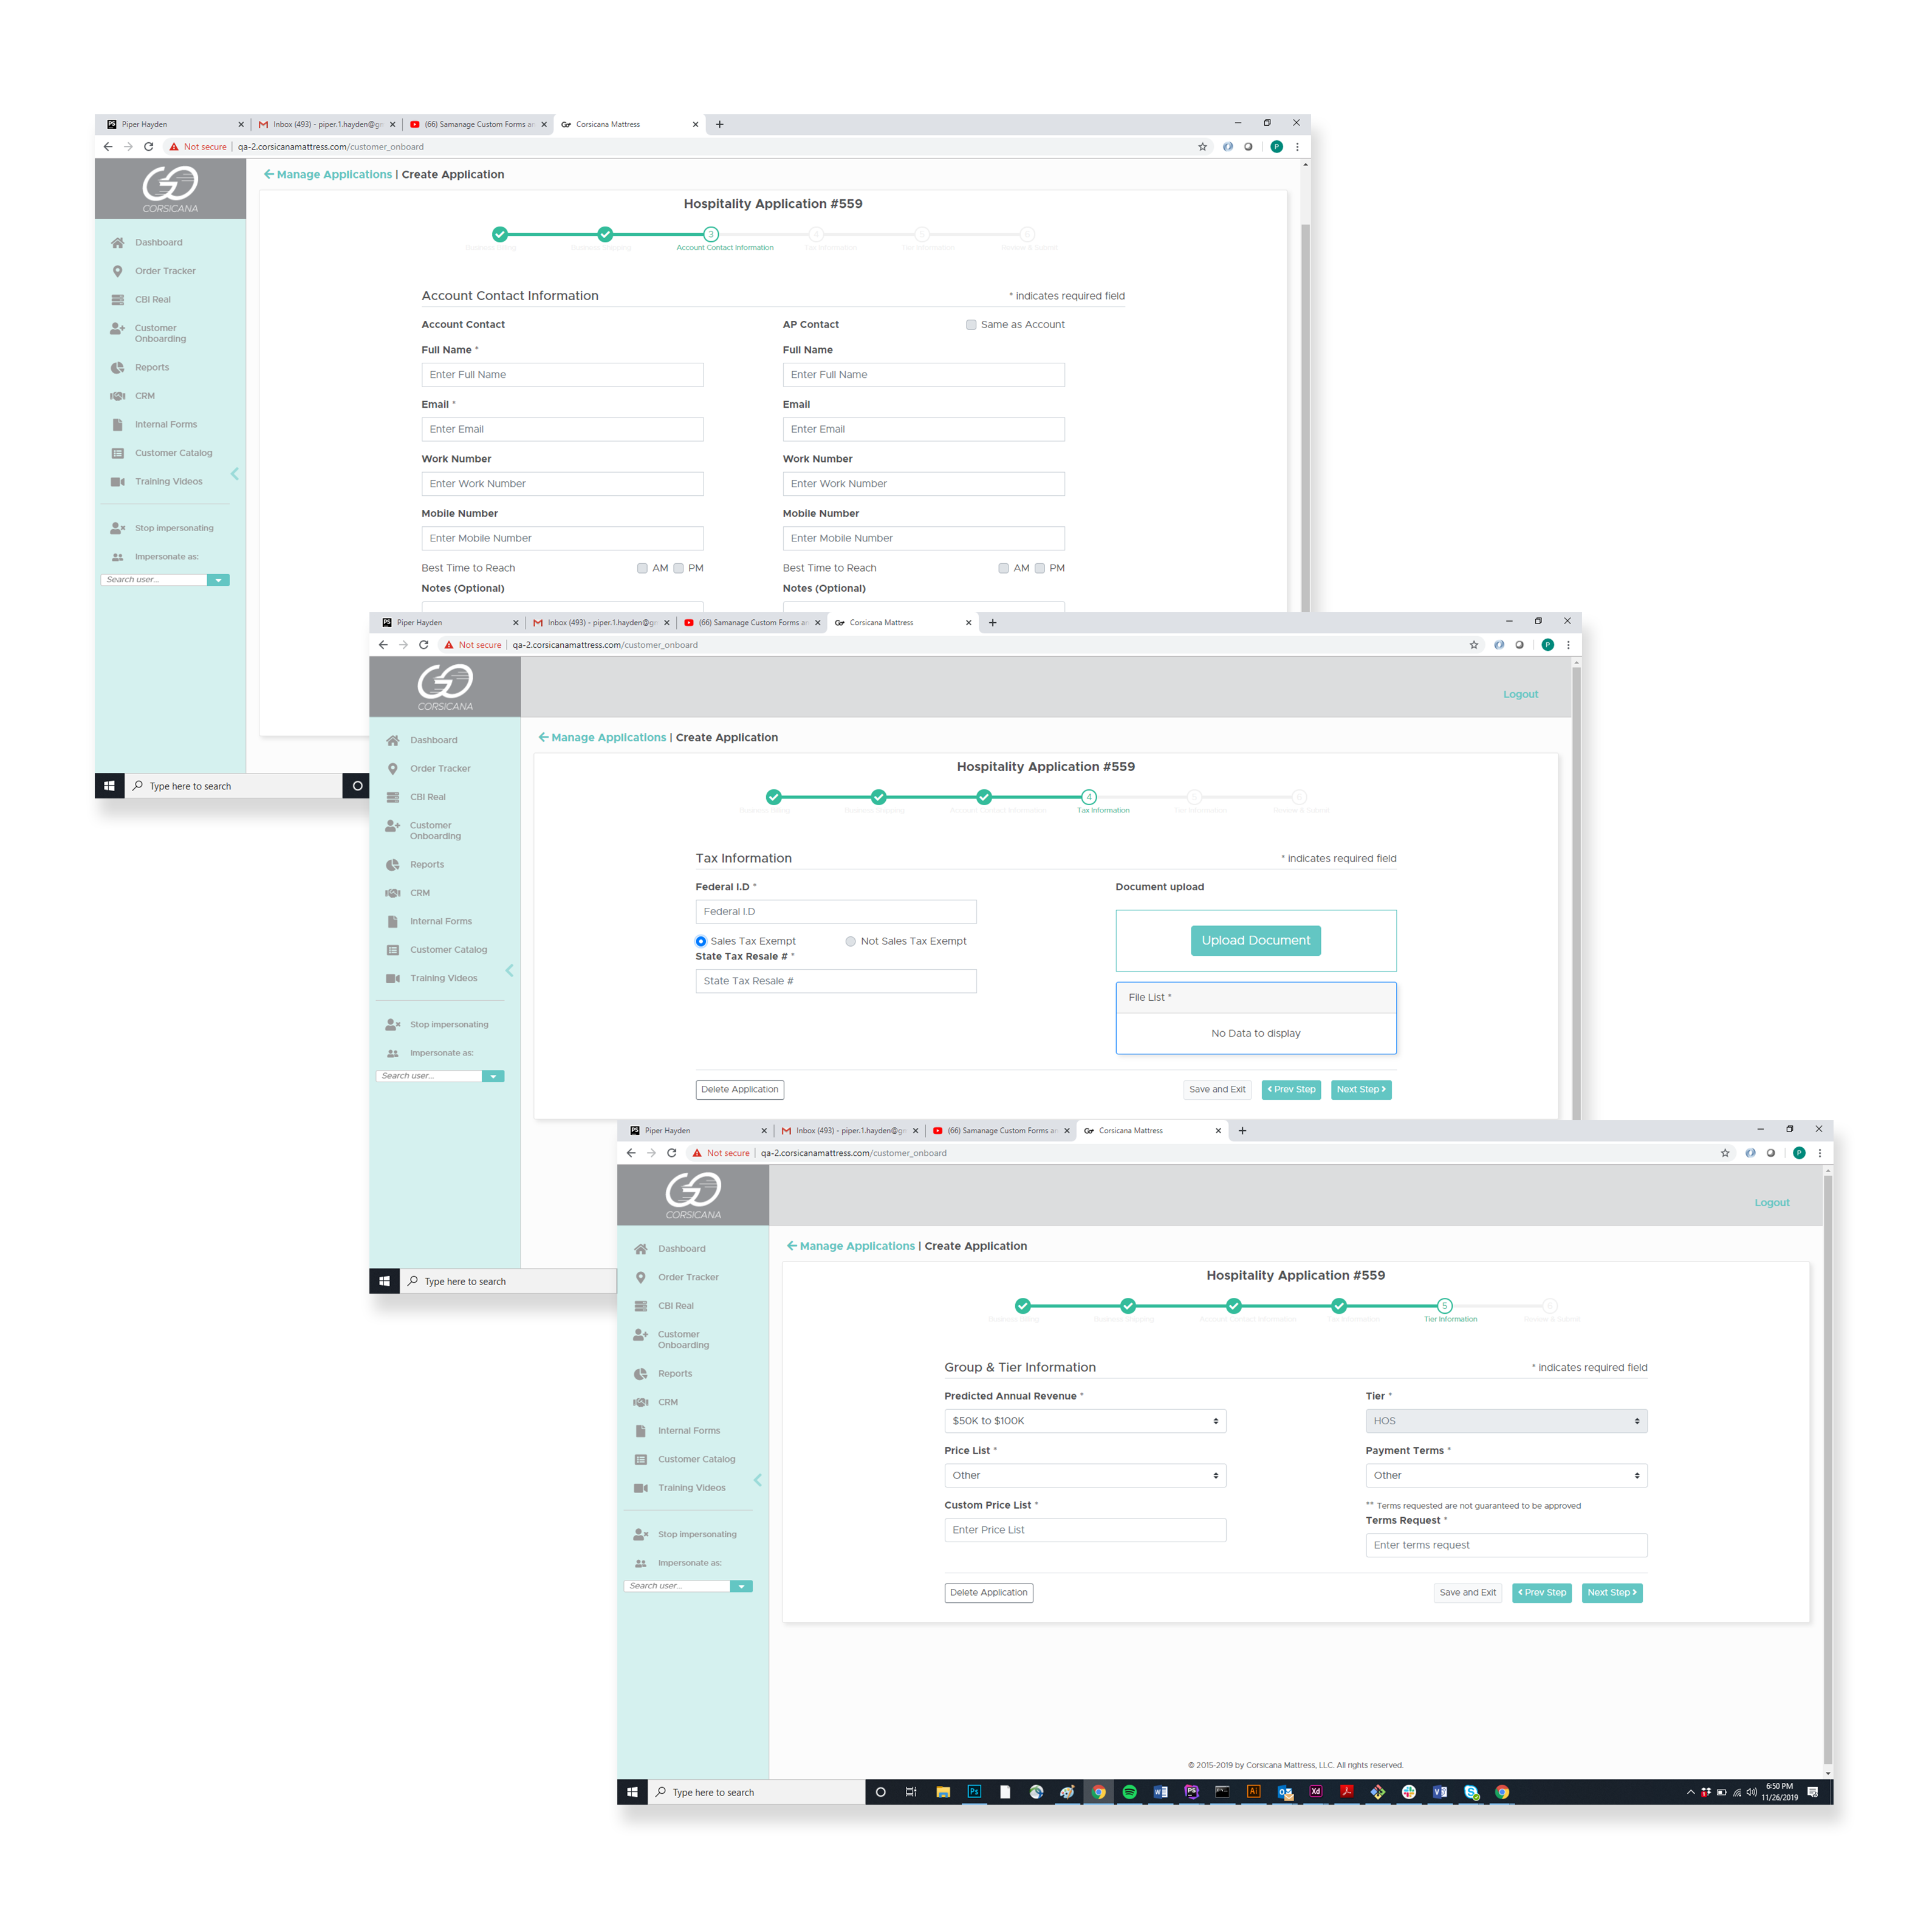 Piper Hayden
Inbox (493) - piper.1.hayden@gm
(66) Samanage Custom Forms an
Corsicana Mattress
Not secure | qa-2.corsicanamattress.com/customer_onboard
P
CORSICANA
Manage Applications | Create Application
Hospitality Application #559
3 4 5 6
Account Contact Information
Dashboard
Order Tracker
CBI Real
Customer
Onboarding
Reports
CRM
Internal Forms
Customer Catalog
Training Videos
Stop impersonating
Impersonate as:
Search user...
Account Contact Information
* indicates required field
Account Contact
AP Contact
Same as Account
Full Name *
Full Name
Enter Full Name
Enter Full Name
Email *
Email
Enter Email
Enter Email
Work Number
Work Number
Enter Work Number
Enter Work Number
Mobile Number
Mobile Number
Enter Mobile Number
Enter Mobile Number
Best Time to Reach AM PM
Best Time to Reach AM PM
Notes (Optional)
Notes (Optional)
Type here to search
Piper Hayden
Inbox (493) - piper.1.hayden@gm
(66) Samanage Custom Forms an
Corsicana Mattress
Not secure | qa-2.corsicanamattress.com/customer_onboard
P
CORSICANA
Logout
Manage Applications | Create Application
Hospitality Application #559
4 5 6
Tax Information
Dashboard
Order Tracker
CBI Real
Customer
Onboarding
Reports
CRM
Internal Forms
Customer Catalog
Training Videos
Stop impersonating
Impersonate as:
Search user...
Tax Information
* indicates required field
Federal I.D *
Federal I.D
Sales Tax Exempt
Not Sales Tax Exempt
State Tax Resale # *
State Tax Resale #
Document upload
Upload Document
File List *
No Data to display
Delete Application
Save and Exit
Prev Step
Next Step
Type here to search
Piper Hayden
Inbox (493) - piper.1.hayden@gm
(66) Samanage Custom Forms an
Corsicana Mattress
Not secure | qa-2.corsicanamattress.com/customer_onboard
P
CORSICANA
Logout
Manage Applications | Create Application
Hospitality Application #559
5 6
Tier Information
Dashboard
Order Tracker
CBI Real
Customer
Onboarding
Reports
CRM
Internal Forms
Customer Catalog
Training Videos
Stop impersonating
Impersonate as:
Search user...
Group & Tier Information
* indicates required field
Predicted Annual Revenue *
$50K to $100K
Tier *
HOS
Price List *
Other
Payment Terms *
Other
Custom Price List *
Enter Price List
** Terms requested are not guaranteed to be approved
Terms Request *
Enter terms request
Delete Application
Save and Exit
Prev Step
Next Step
© 2015-2019 by Corsicana Mattress, LLC. All rights reserved.
Type here to search
6:50 PM
11/26/2019